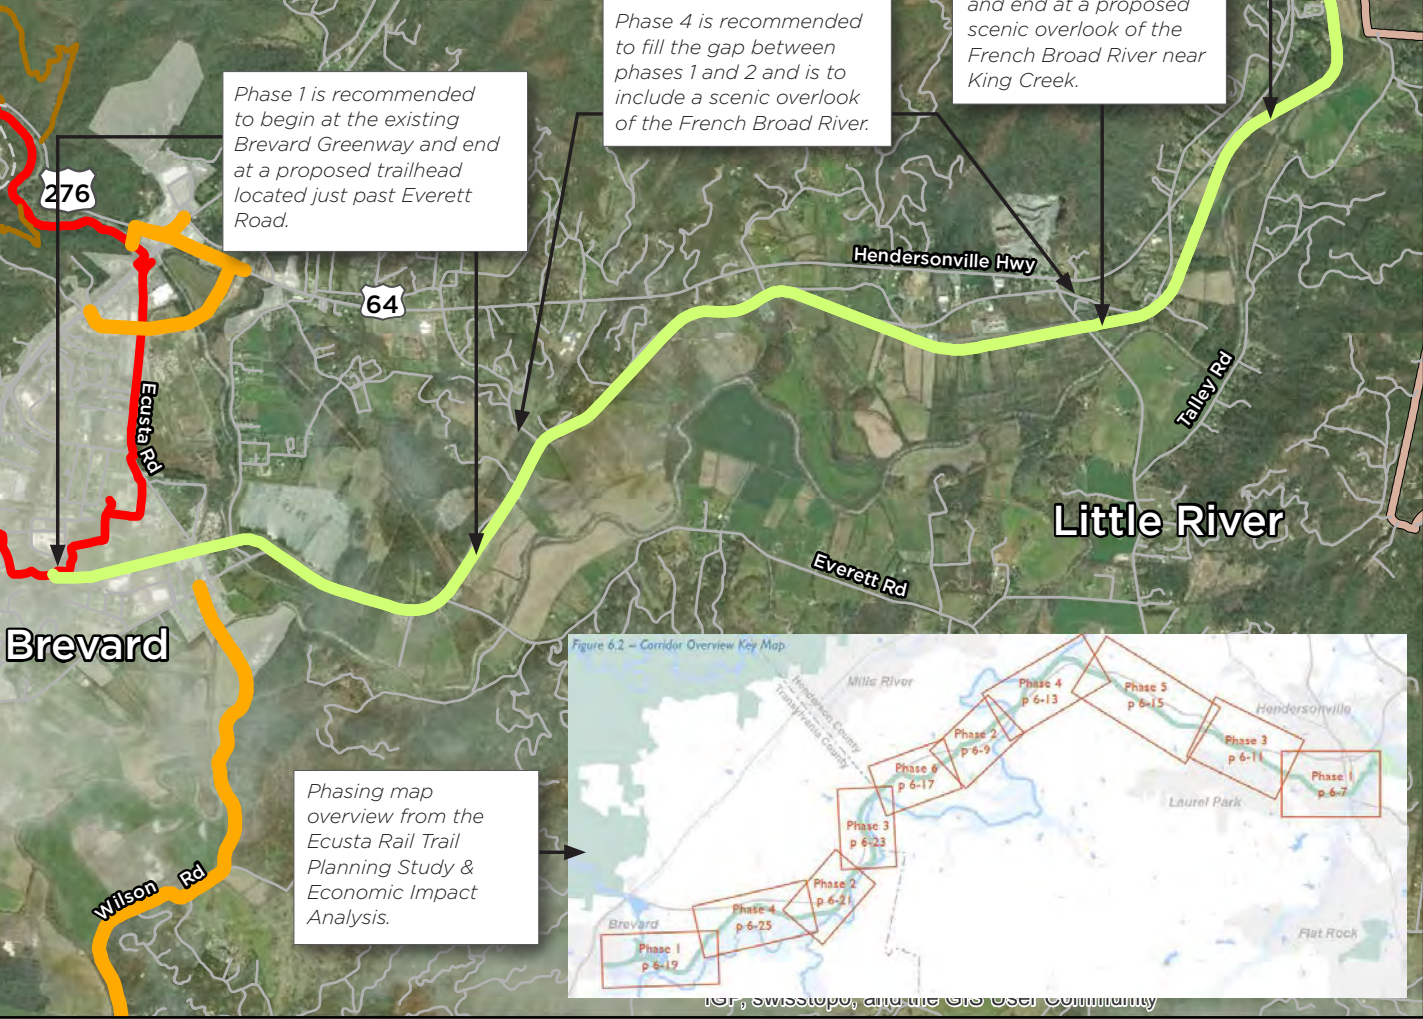 Phase 4 is recommended
to fill the gap between
phases 1 and 2 and is to
include a scenic overlook
of the French Broad River.
and end at a proposed
scenic overlook of the
French Broad River near
King Creek.
Phase 1 is recommended
to begin at the existing
Brevard Greenway and end
at a proposed trailhead
located just past Everett
Road.
276
64
Hendersonville Hwy
Ecusta Rd
Talley Rd
Little River
Everett Rd
Brevard
Wilson Rd
Phasing map
overview from the
Ecusta Rail Trail
Planning Study &
Economic Impact
Analysis.
Figure 6.2 – Corridor Overview Key Map
Mills River
Henderson County
Transylvania County
Phase 4
p 6-13
Phase 5
p 6-15
Hendersonville
Phase 2
p 6-9
Phase 3
p 6-11
Phase 6
p 6-17
Phase 1
p 6-7
Laurel Park
Phase 3
p 6-23
Phase 2
p 6-21
Phase 4
p 6-25
Brevard
Phase 1
p 6-19
Flat Rock
IGP, swisstopo, and the GIS User Community